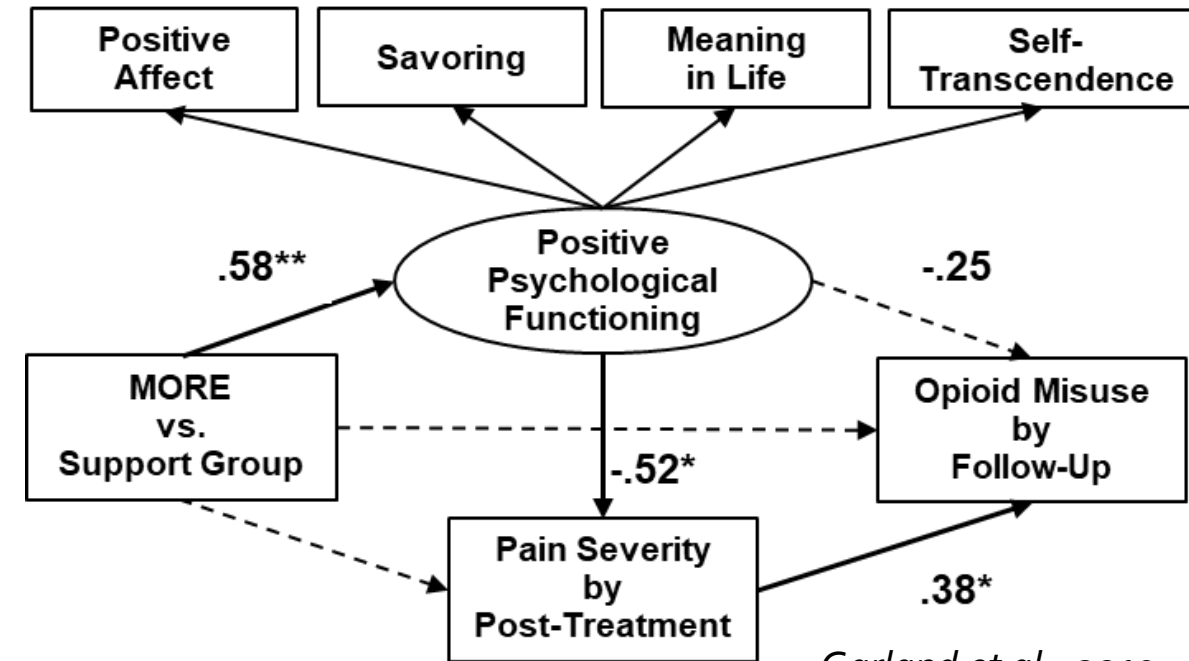 Positive
Affect
Savoring
Meaning
in Life
Self-
Transcendence
.58**
Positive
Psychological
Functioning
-.25
MORE
vs.
Support Group
Opioid Misuse
by
Follow-Up
-.52*
Pain Severity
by
Post-Treatment
.38*
Garland et al.